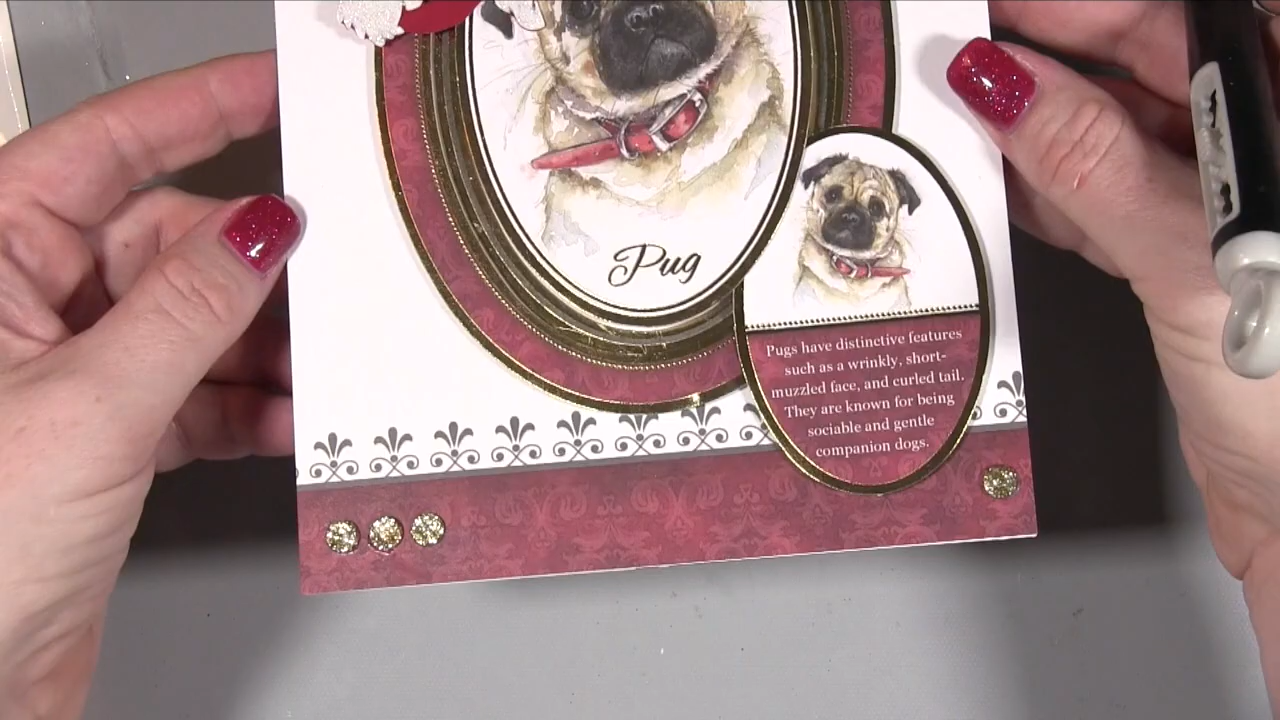 Pug
Pugs have distinctive features
such as a wrinkly, short-
muzzled face, and curled tail.
They are known for being
sociable and gentle
companion dogs.